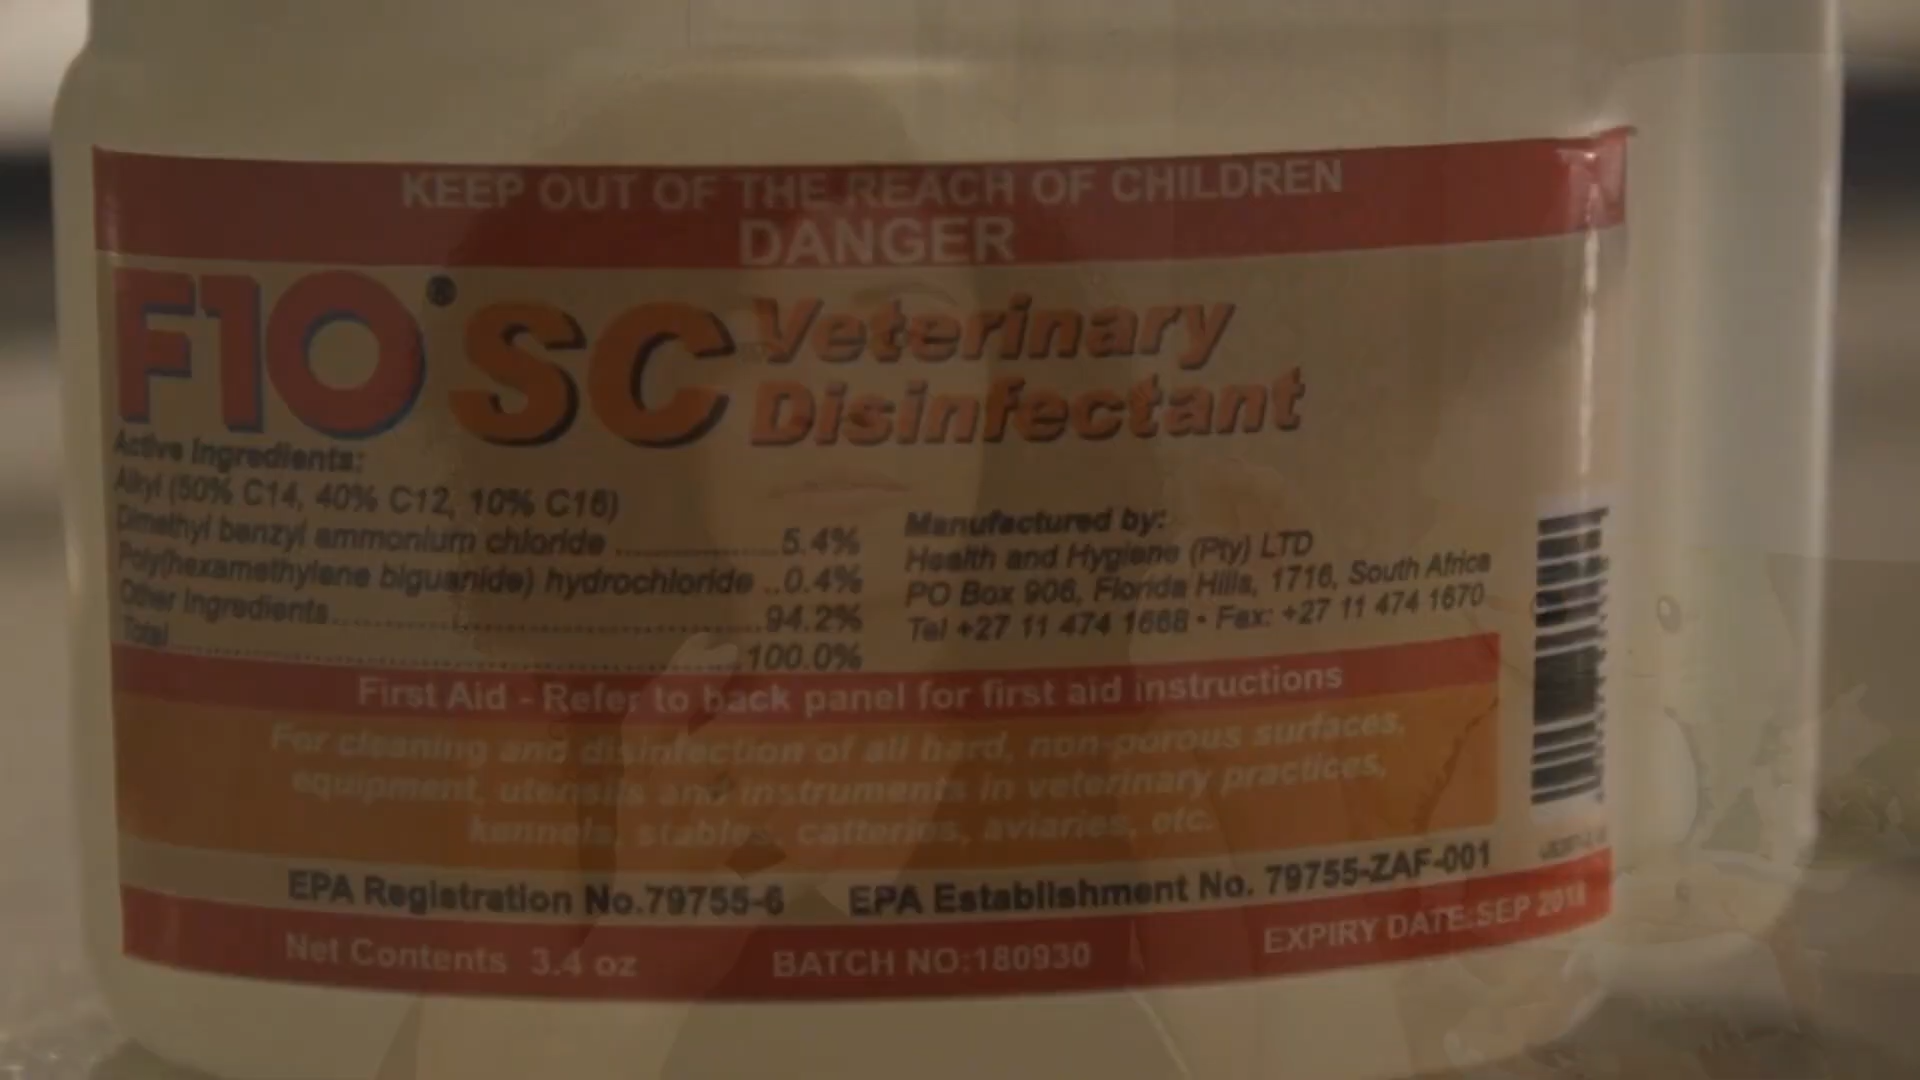 KEEP OUT OF THE REACH OF CHILDREN
DANGER
F10® SC Veterinary
Disinfectant
Active Ingredients:
Alkyl (50% C14, 40% C12, 10% C16)
Dimethyl benzyl ammonium chloride ..................5.4%
Poly(hexamethylene biguanide) hydrochloride ..0.4%
Other Ingredients..........................................94.2%
Total..........................................................100.0%
Manufactured by:
Health and Hygiene (Pty) LTD
PO Box 906, Florida Hills, 1716, South Africa
Tel +27 11 474 1668 • Fax: +27 11 474 1670
First Aid - Refer to back panel for first aid instructions
For cleaning and disinfection of all hard, non-porous surfaces,
equipment, utensils and instruments in veterinary practices,
kennels, stables, catteries, aviaries, etc.
EPA Registration No.79755-6 EPA Establishment No. 79755-ZAF-001
Net Contents 3.4 oz BATCH NO:180930 EXPIRY DATE:SEP